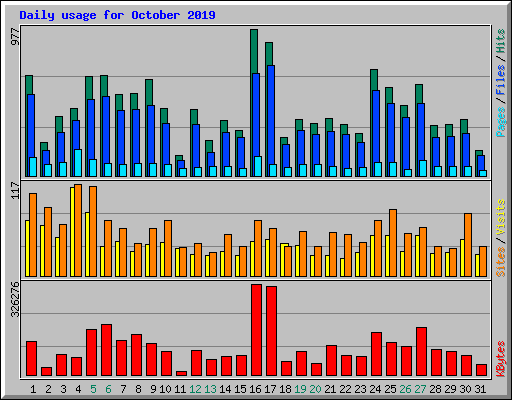 Daily usage for October 2019
977
Pages / Files / Hits
117
Sites / Visits
326276
KBytes
1 2 3 4 5 6 7 8 9 10 11 12 13 14 15 16 17 18 19 20 21 22 23 24 25 26 27 28 29 30 31